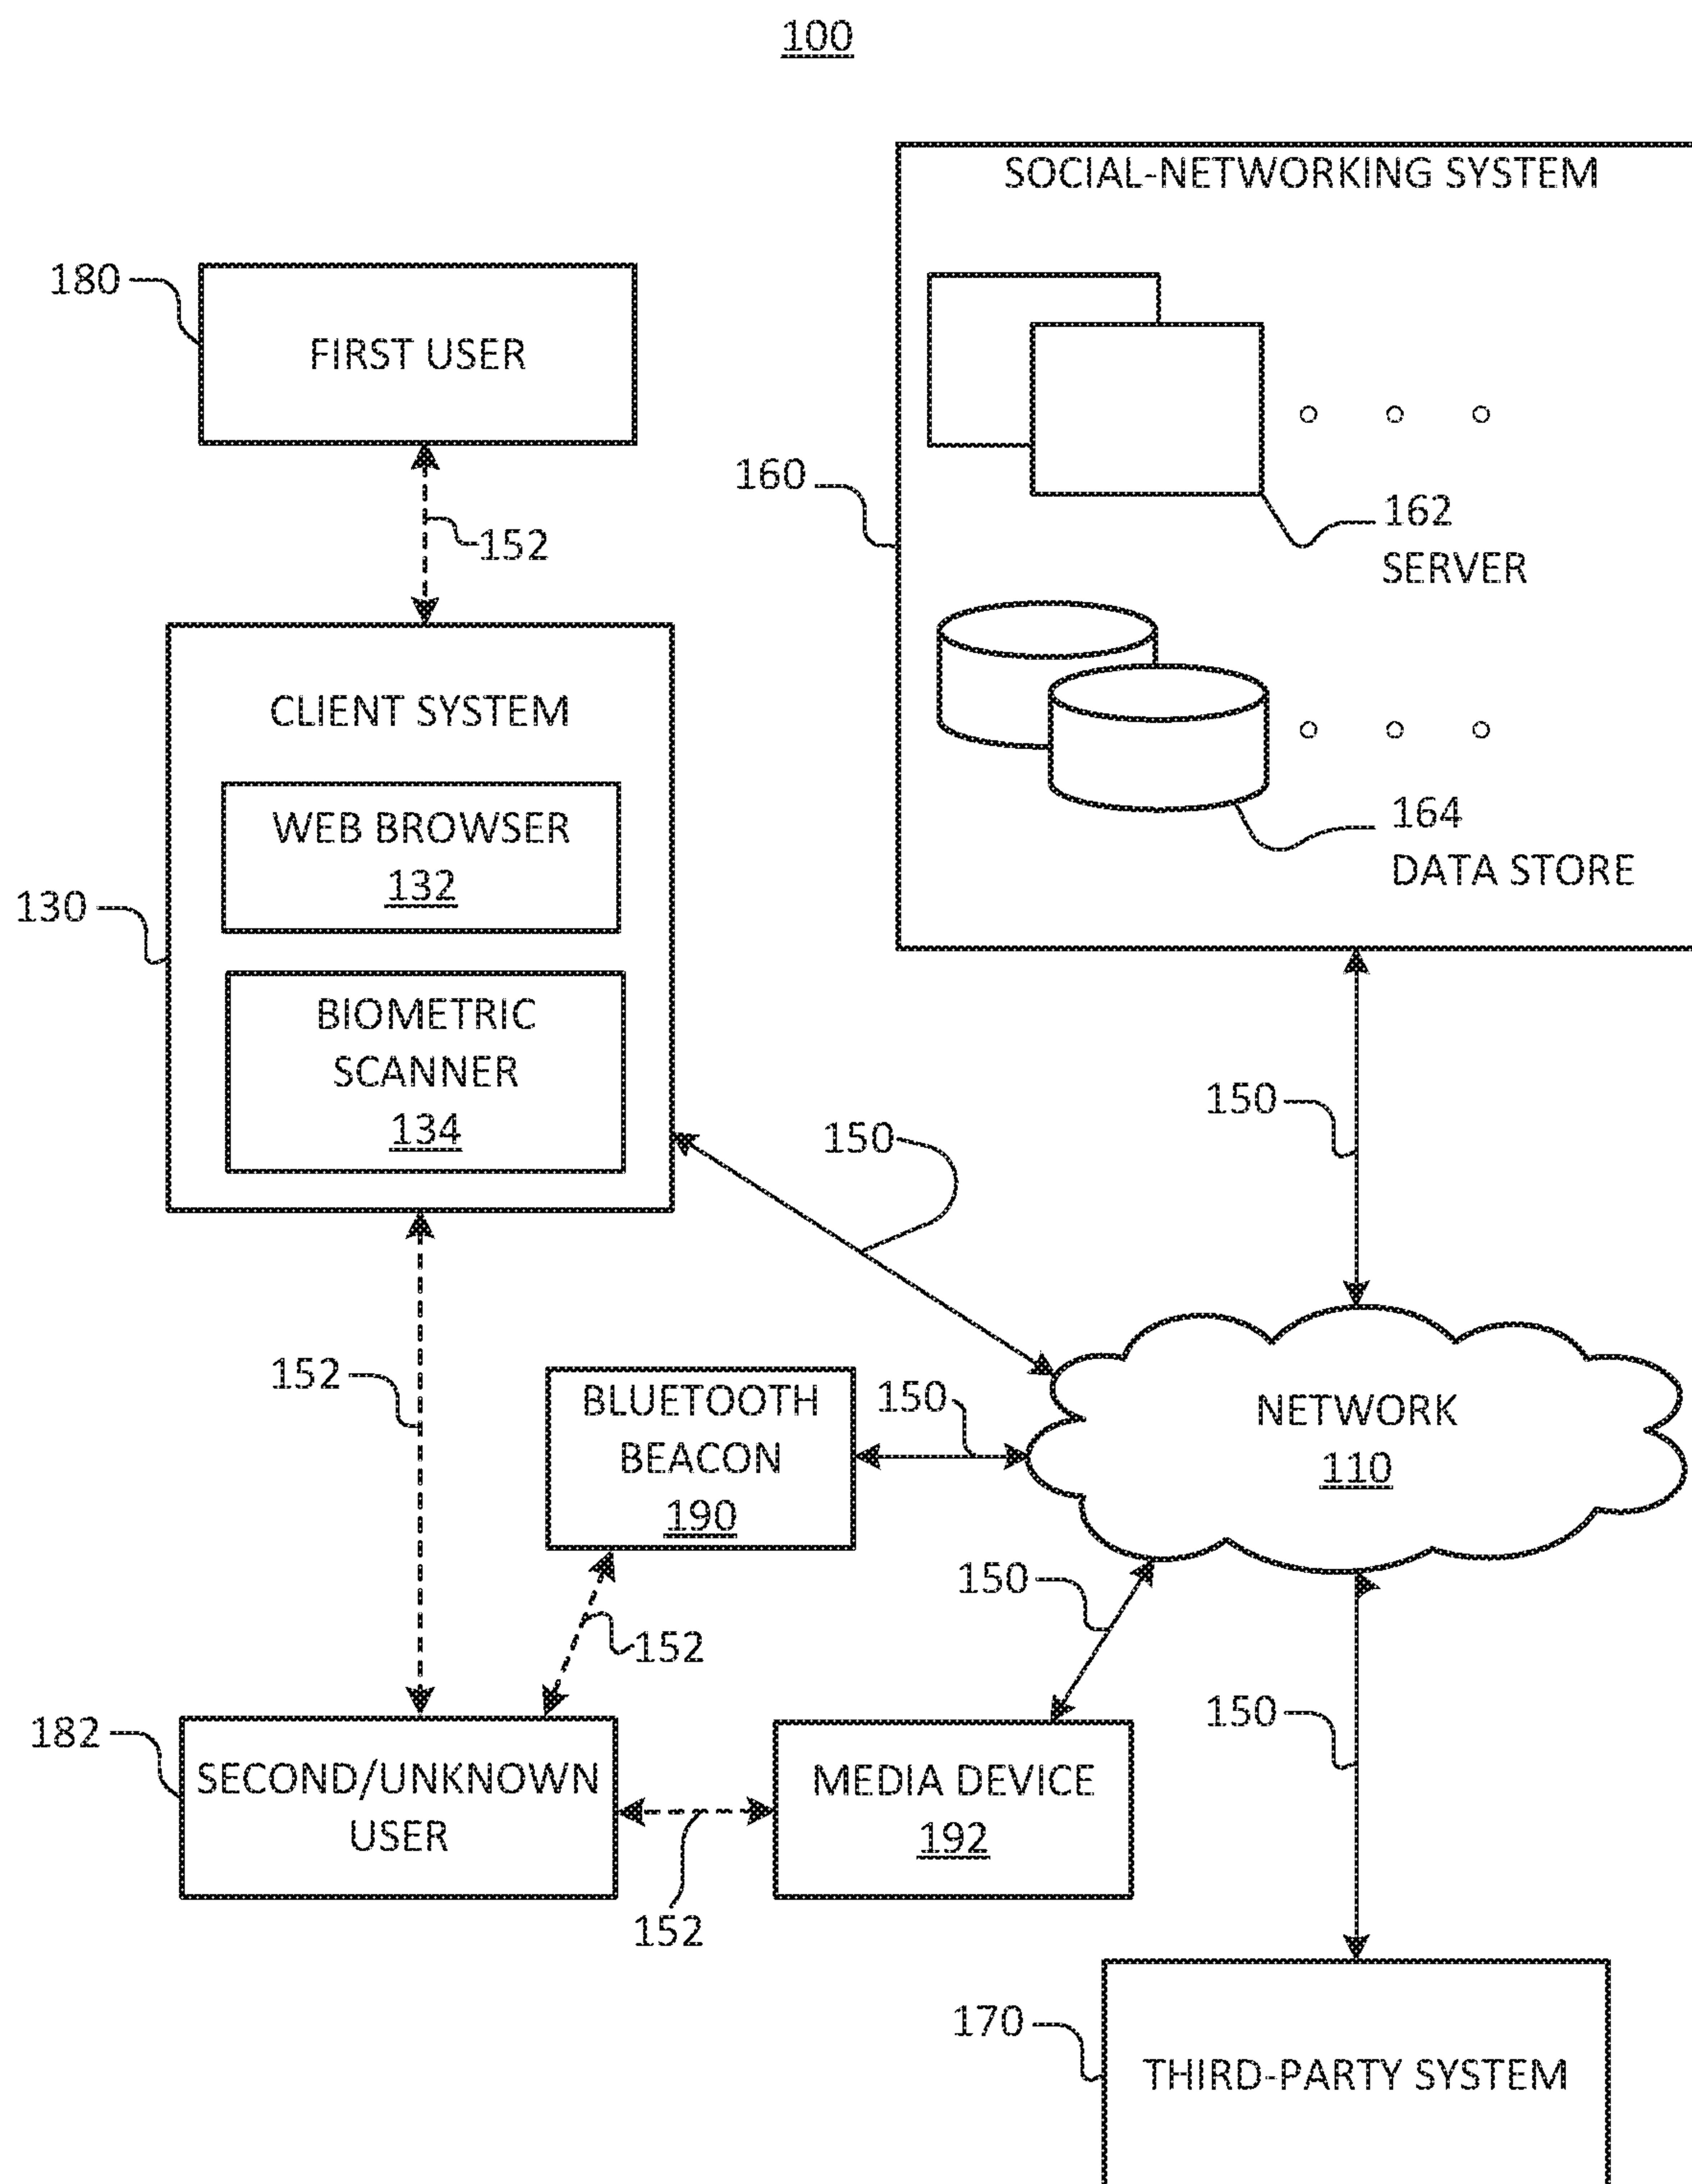 100
SOCIAL-NETWORKING SYSTEM
180
FIRST USER
160
162
SERVER
152
CLIENT SYSTEM
164
DATA STORE
WEB BROWSER
132
130
BIOMETRIC
SCANNER
134
150
150
152
BLUETOOTH
BEACON
190
150
NETWORK
110
150
152
150
182
SECOND/UNKNOWN
USER
MEDIA DEVICE
192
152
170
THIRD-PARTY SYSTEM